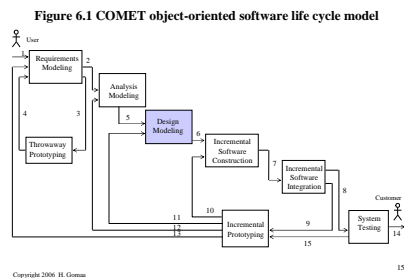 Figure 6.1 COMET object-oriented software life cycle model
User
1
Requirements
Modeling
2
Analysis
Modeling
4
3
5
Design
Modeling
Throwaway
Prototyping
6
Incremental
Software
Construction
7
Incremental
Software
Integration
8
Customer
10
11
12
13
Incremental
Prototyping
9
15
System
Testing
14
Copyright 2006 H. Gomaa
15